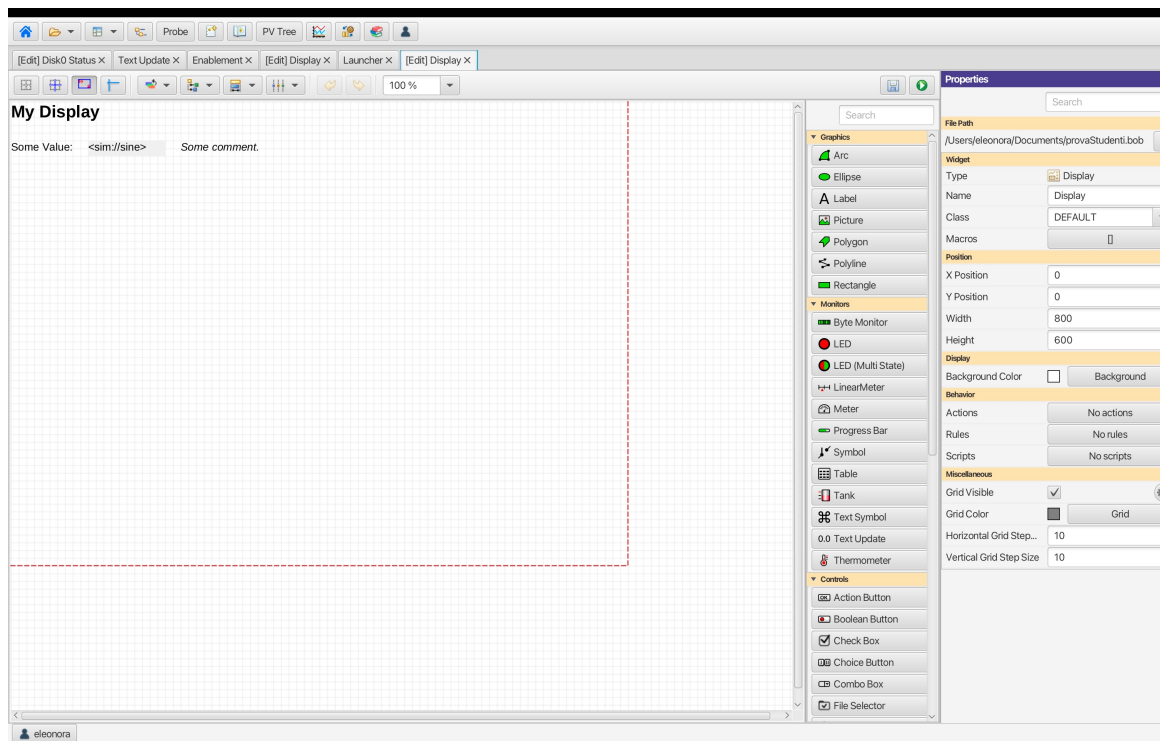 Probe PV Tree
[Edit] Disk0 Status Text Update Enablement [Edit] Display Launcher [Edit] Display
100 %
My Display
Some Value: <sim://sine> Some comment.
Search
Graphics
Arc
Ellipse
A Label
Picture
Polygon
Polyline
Rectangle
Monitors
Byte Monitor
LED
LED (Multi State)
LinearMeter
Meter
Progress Bar
Symbol
Table
Tank
Text Symbol
0.0 Text Update
Thermometer
Controls
OK Action Button
Boolean Button
Check Box
Choice Button
Combo Box
File Selector
Properties
Search
File Path
/Users/eleonora/Documents/provaStudenti.bob
Widget
Type Display
Name Display
Class DEFAULT
Macros []
Position
X Position 0
Y Position 0
Width 800
Height 600
Display
Background Color Background
Behavior
Actions No actions
Rules No rules
Scripts No scripts
Miscellaneous
Grid Visible
Grid Color Grid
Horizontal Grid Step... 10
Vertical Grid Step Size 10
eleonora